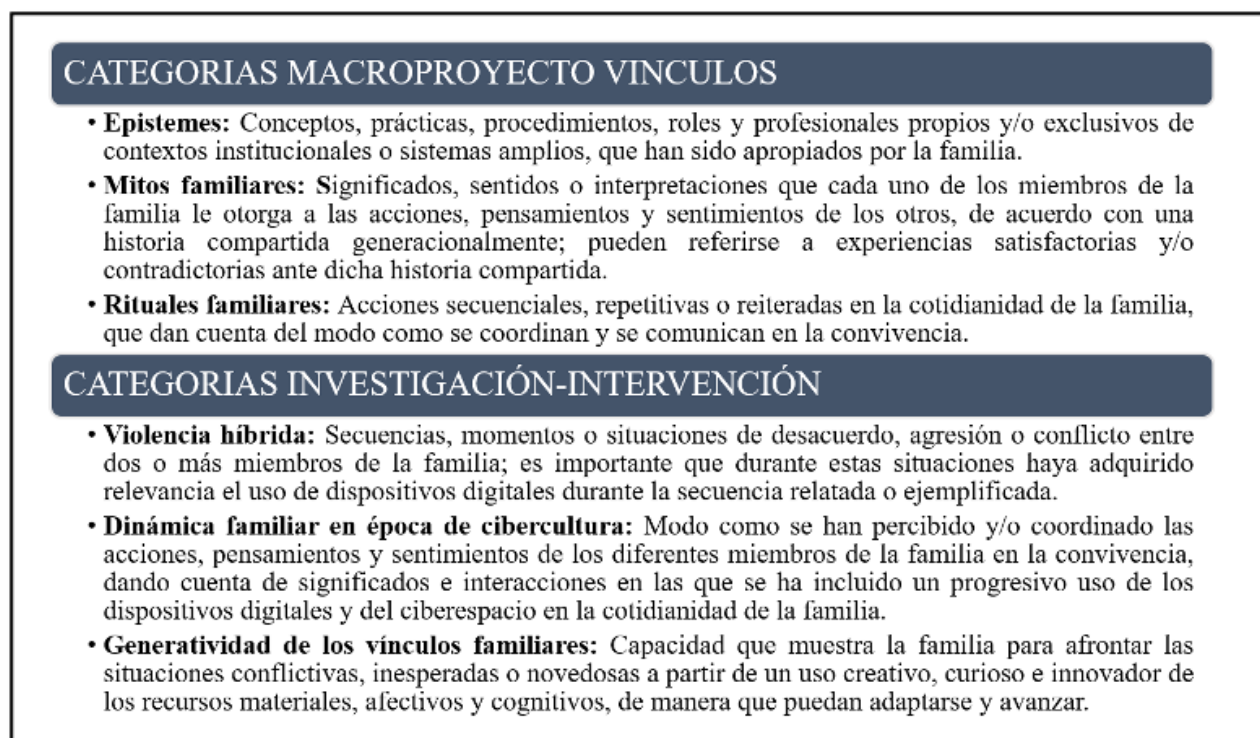 CATEGORIAS MACROPROYECTO VINCULOS
• Epistemes: Conceptos, prácticas, procedimientos, roles y profesionales propios y/o exclusivos de
contextos institucionales o sistemas amplios, que han sido apropiados por la familia.
• Mitos familiares: Significados, sentidos o interpretaciones que cada uno de los miembros de la
familia le otorga a las acciones, pensamientos y sentimientos de los otros, de acuerdo con una
historia compartida generacionalmente; pueden referirse a experiencias satisfactorias y/o
contradictorias ante dicha historia compartida.
• Rituales familiares: Acciones secuenciales, repetitivas o reiteradas en la cotidianidad de la familia,
que dan cuenta del modo como se coordinan y se comunican en la convivencia.
CATEGORIAS INVESTIGACIÓN-INTERVENCIÓN
• Violencia híbrida: Secuencias, momentos o situaciones de desacuerdo, agresión o conflicto entre
dos o más miembros de la familia; es importante que durante estas situaciones haya adquirido
relevancia el uso de dispositivos digitales durante la secuencia relatada o ejemplificada.
• Dinámica familiar en época de cibercultura: Modo como se han percibido y/o coordinado las
acciones, pensamientos y sentimientos de los diferentes miembros de la familia en la convivencia,
dando cuenta de significados e interacciones en las que se ha incluido un progresivo uso de los
dispositivos digitales y del ciberespacio en la cotidianidad de la familia.
• Generatividad de los vínculos familiares: Capacidad que muestra la familia para afrontar las
situaciones conflictivas, inesperadas o novedosas a partir de un uso creativo, curioso e innovador de
los recursos materiales, afectivos y cognitivos, de manera que puedan adaptarse y avanzar.